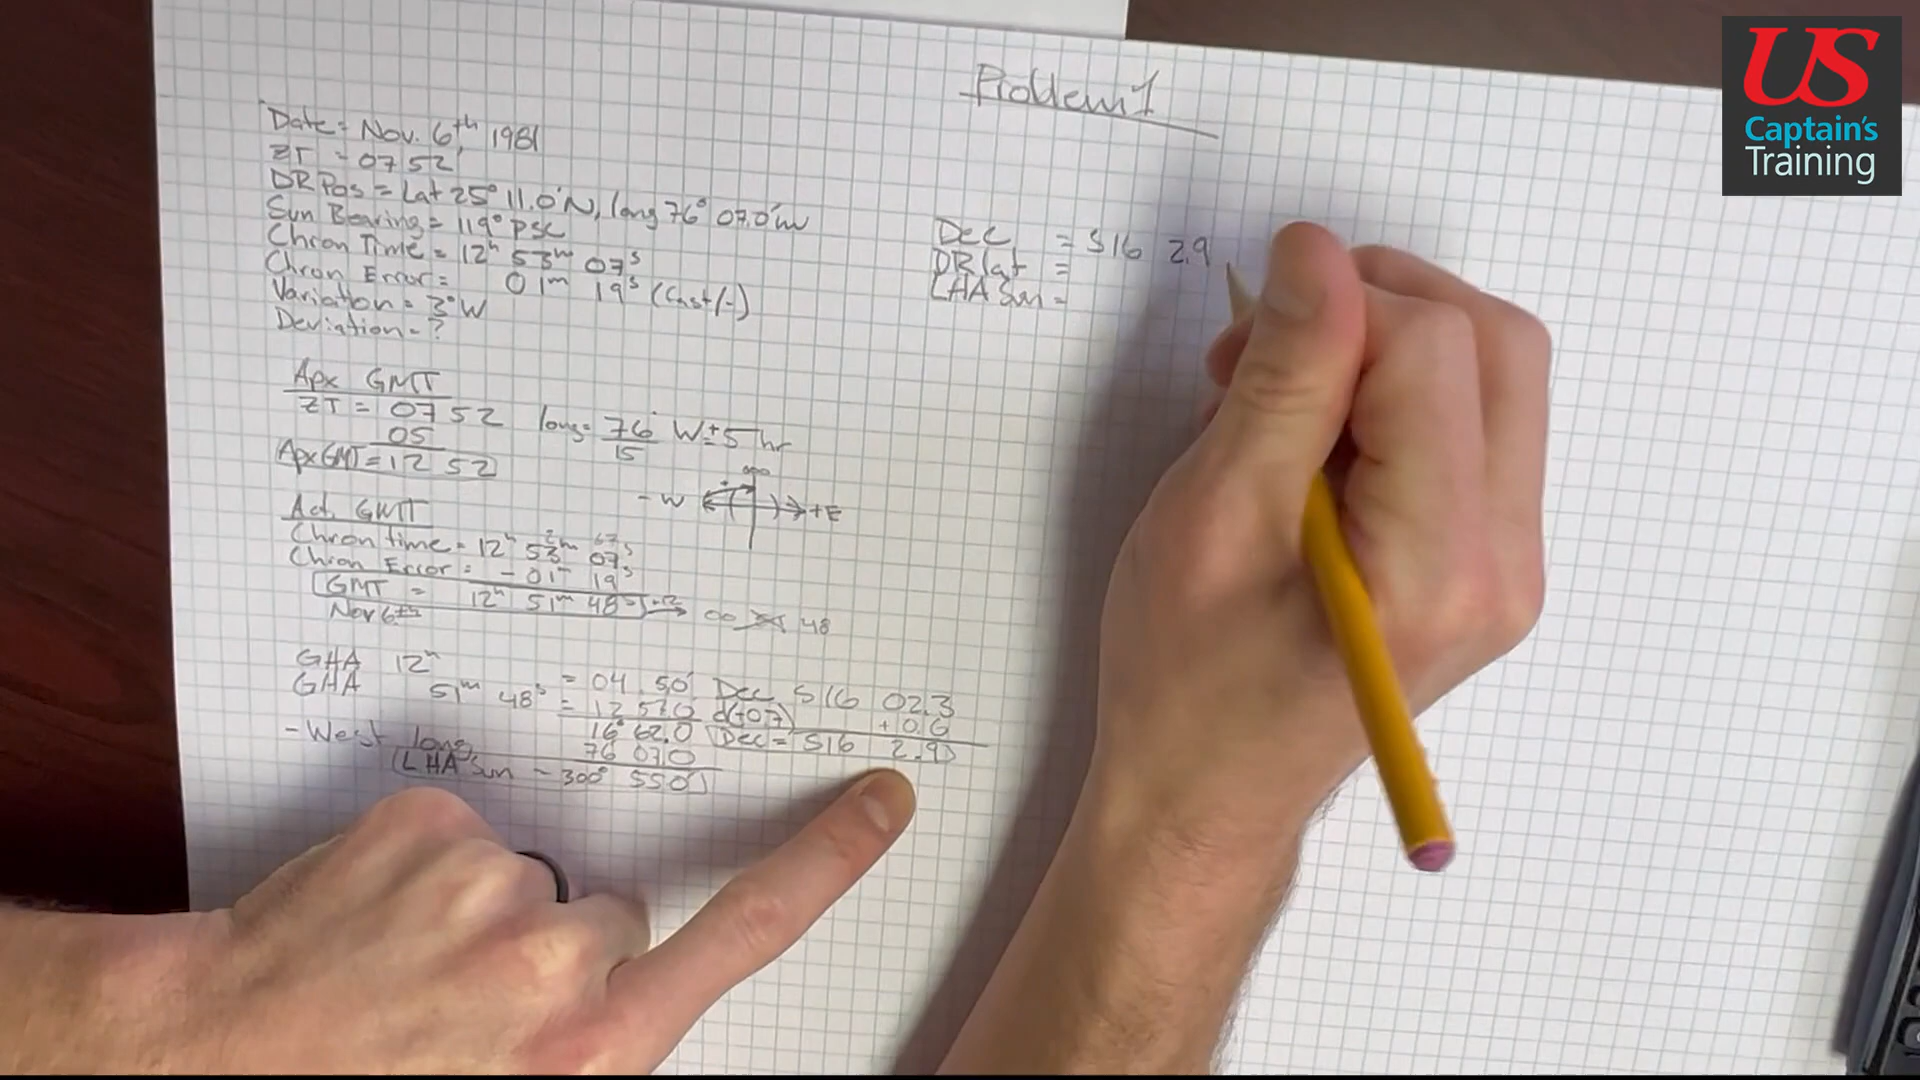 Problem 1
US
Captain's
Training
Date = Nov. 6th, 1981
ZT = 0752
DR Pos = Lat 25° 11.0'N, long 76° 07.0'W
Sun Bearing = 119° psc
Chron Time = 12h 53m 07s
Chron Error = 01m 19s (Fast/-)
Variation = 3°W
Deviation = ?
Dec = S16 2.9
DR lat =
LHA Sun =
Apx GMT
ZT = 0752 long = 76° W = +5 hr
05 15
Apx GMT = 1252
- W +E
Act. GMT
Chron time = 12h 53m 07s
Chron Error = - 01m 19s
GMT = 12h 51m 48s
Nov 6th 00 48
GHA 12h = 04 50 Dec S16 02.3
GHA 51m 48s = 12 57.0 d(+0.7) +0.6
16° 62.0 Dec = S16 2.9
- West long 76 07.0
LHA Sun - 300° 55.0